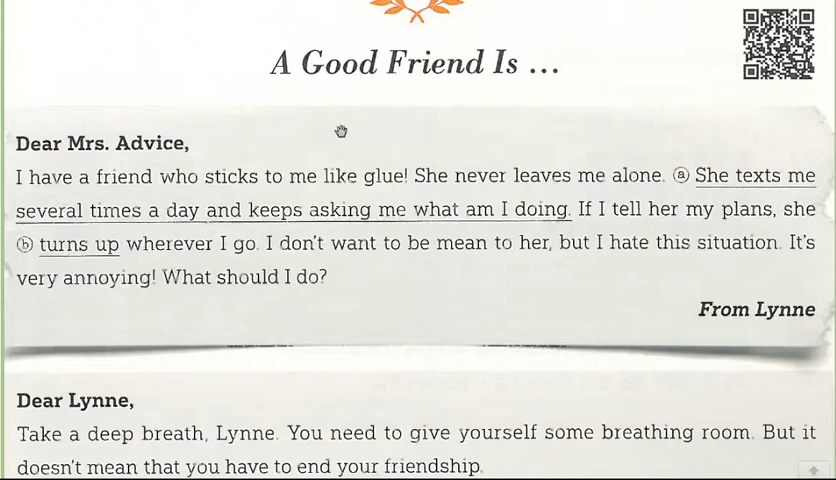 A Good Friend Is ...
Dear Mrs. Advice,
I have a friend who sticks to me like glue! She never leaves me alone. ⓐ She texts me
several times a day and keeps asking me what am I doing. If I tell her my plans, she
ⓑ turns up wherever I go. I don't want to be mean to her, but I hate this situation. It's
very annoying! What should I do?
From Lynne
Dear Lynne,
Take a deep breath, Lynne. You need to give yourself some breathing room. But it
doesn't mean that you have to end your friendship.